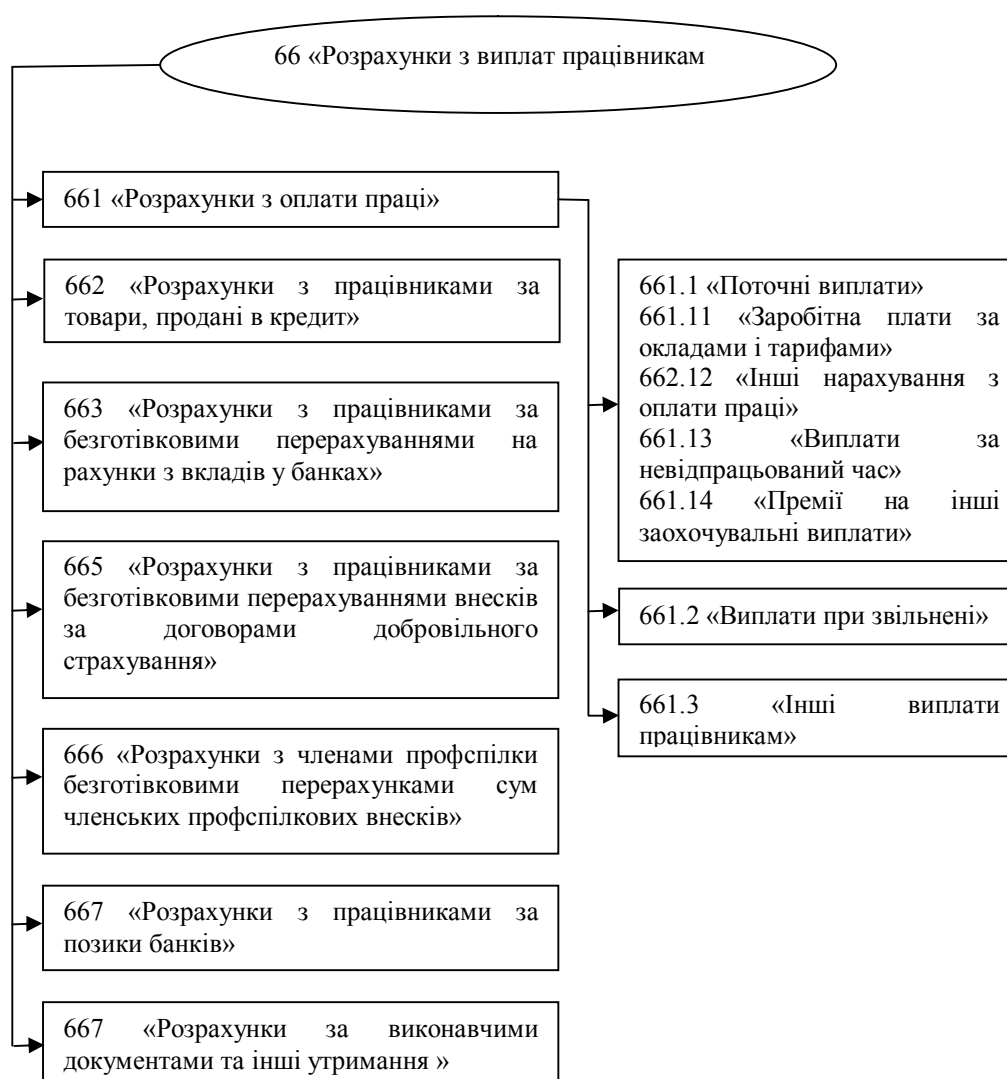 66 «Розрахунки з виплат працівникам
661 «Розрахунки з оплати праці»
662 «Розрахунки з працівниками за
товари, продані в кредит»
663 «Розрахунки з працівниками за
безготівковими перерахуваннями на
рахунки з вкладів у банках»
665 «Розрахунки з працівниками за
безготівковими перерахуваннями внесків
за договорами добровільного
страхування»
666 «Розрахунки з членами профспілки
безготівковими перерахунками сум
членських профспілкових внесків»
667 «Розрахунки з працівниками за
позики банків»
667 «Розрахунки за виконавчими
документами та інші утримання »
661.1 «Поточні виплати»
661.11 «Заробітна плати за
окладами і тарифами»
662.12 «Інші нарахування з
оплати праці»
661.13 «Виплати за
невідпрацьований час»
661.14 «Премії на інші
заохочувальні виплати»
661.2 «Виплати при звільнені»
661.3 «Інші виплати
працівникам»